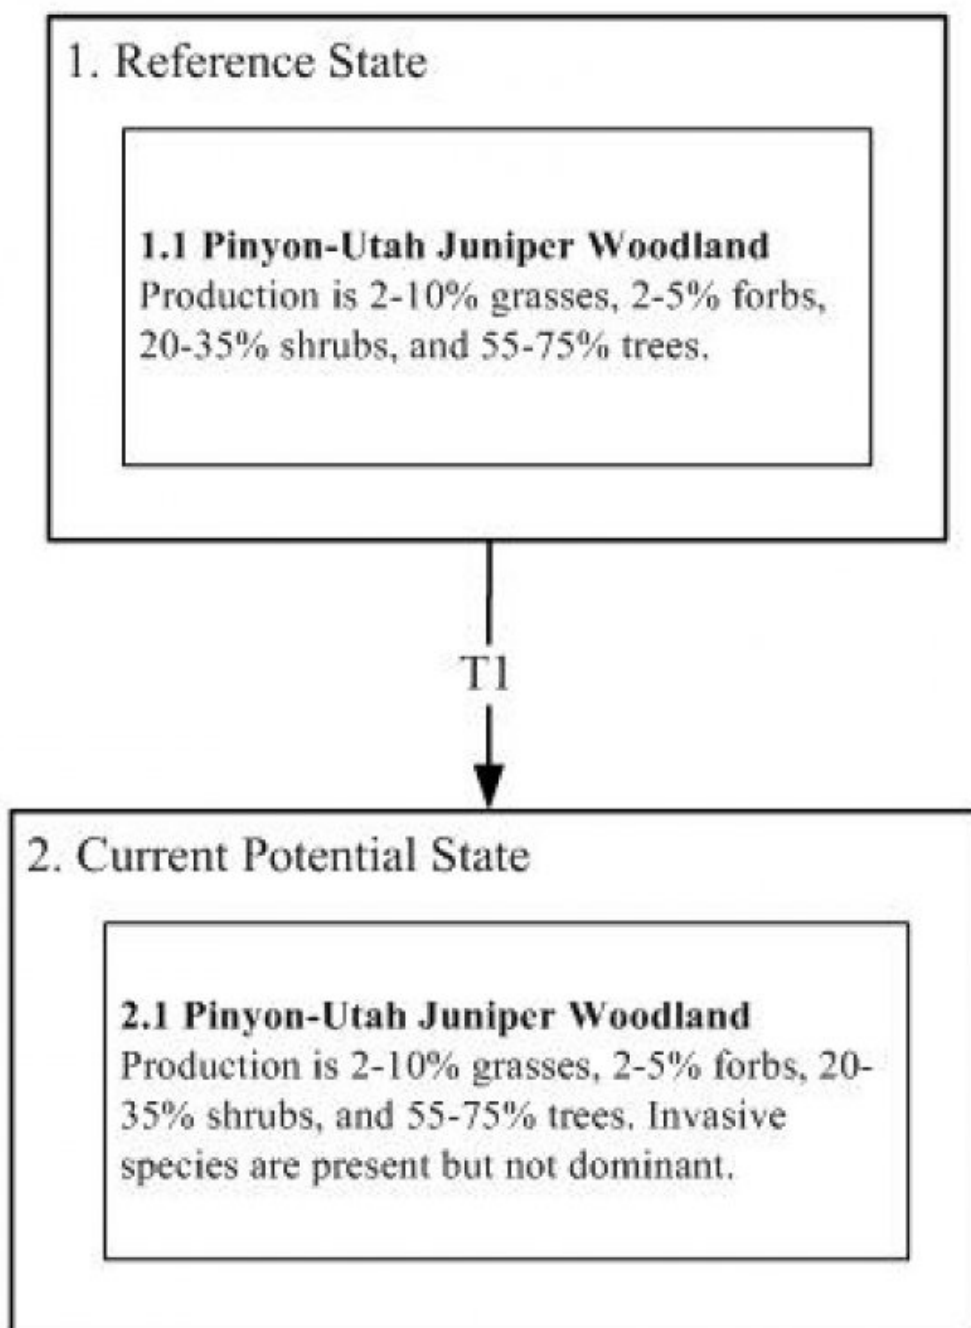 1. Reference State
1.1 Pinyon-Utah Juniper Woodland
Production is 2-10% grasses, 2-5% forbs,
20-35% shrubs, and 55-75% trees.
T1
2. Current Potential State
2.1 Pinyon-Utah Juniper Woodland
Production is 2-10% grasses, 2-5% forbs, 20-
35% shrubs, and 55-75% trees. Invasive
species are present but not dominant.